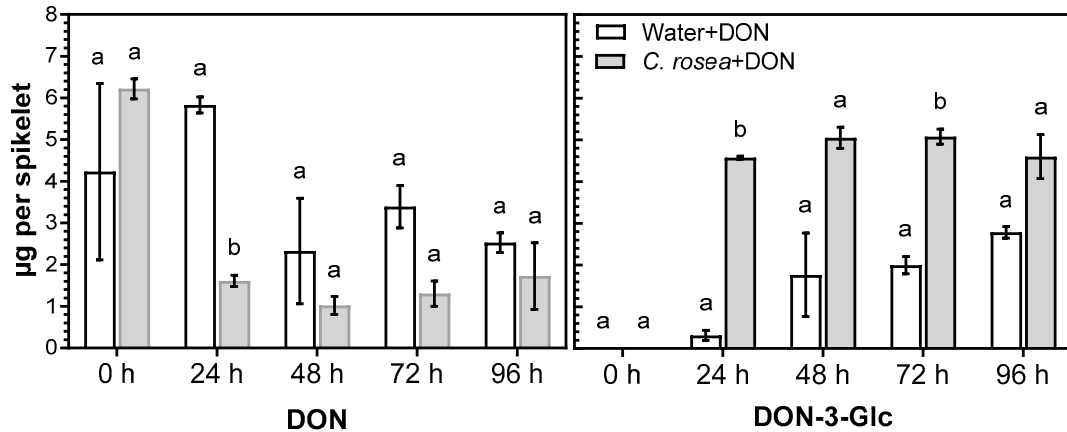 µg per spikelet
8
7
6
5
4
3
2
1
0
a a a b a a a a a a
0 h 24 h 48 h 72 h 96 h
DON
Water+DON
C. rosea+DON
a a a b a a a b a a
0 h 24 h 48 h 72 h 96 h
DON-3-Glc